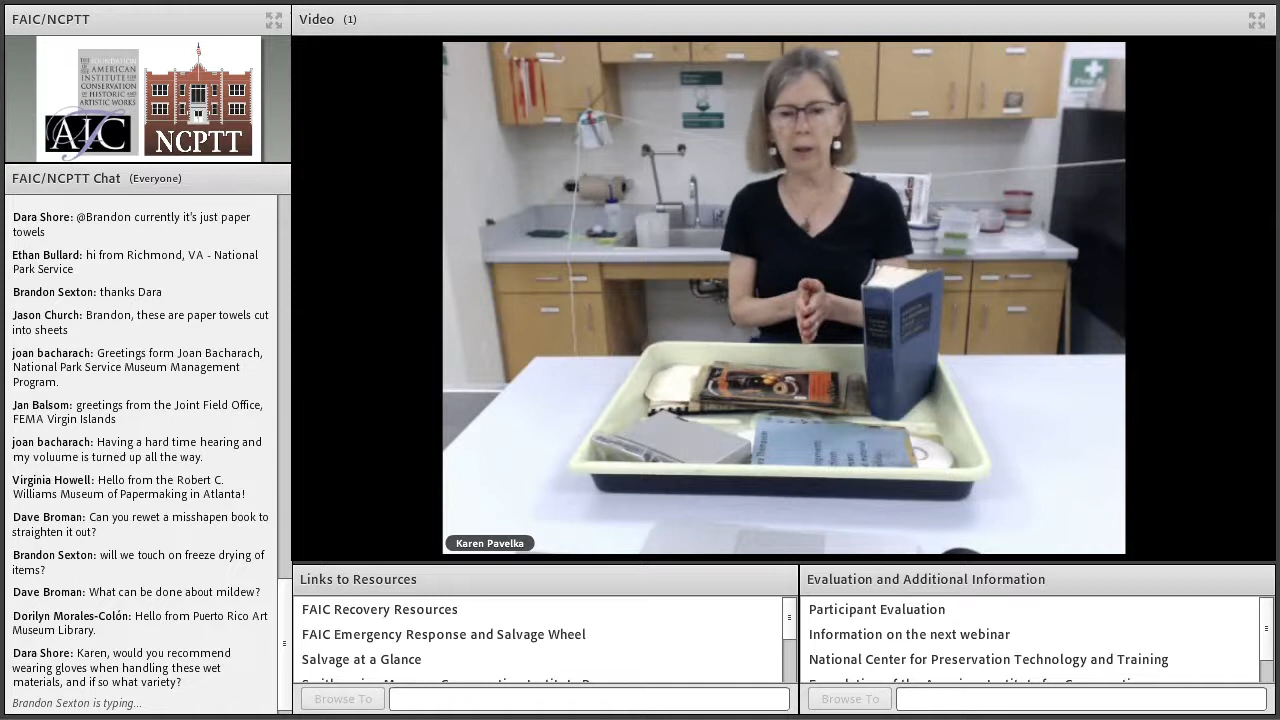 FAIC/NCPTT
THE FOUNDATION
OF THE AMERICAN
INSTITUTE FOR
CONSERVATION
OF HISTORIC AND
ARTISTIC WORKS
AIC
NCPTT
FAIC/NCPTT Chat (Everyone)
Dara Shore: @Brandon currently it's just paper
towels
Ethan Bullard: hi from Richmond, VA - National
Park Service
Brandon Sexton: thanks Dara
Jason Church: Brandon, these are paper towels cut
into sheets
joan bacharach: Greetings form Joan Bacharach,
National Park Service Museum Management
Program.
Jan Balsom: greetings from the Joint Field Office,
FEMA Virgin Islands
joan bacharach: Having a hard time hearing and
my voluume is turned up all the way.
Virginia Howell: Hello from the Robert C.
Williams Museum of Papermaking in Atlanta!
Dave Broman: Can you rewet a misshapen book to
straighten it out?
Brandon Sexton: will we touch on freeze drying of
items?
Dave Broman: What can be done about mildew?
Dorilyn Morales-Colón: Hello from Puerto Rico Art
Museum Library.
Dara Shore: Karen, would you recommend
wearing gloves when handling these wet
materials, and if so what variety?
Brandon Sexton is typing...
Video (1)
Karen Pavelka
Links to Resources
FAIC Recovery Resources
FAIC Emergency Response and Salvage Wheel
Salvage at a Glance
Browse To
Evaluation and Additional Information
Participant Evaluation
Information on the next webinar
National Center for Preservation Technology and Training
Browse To